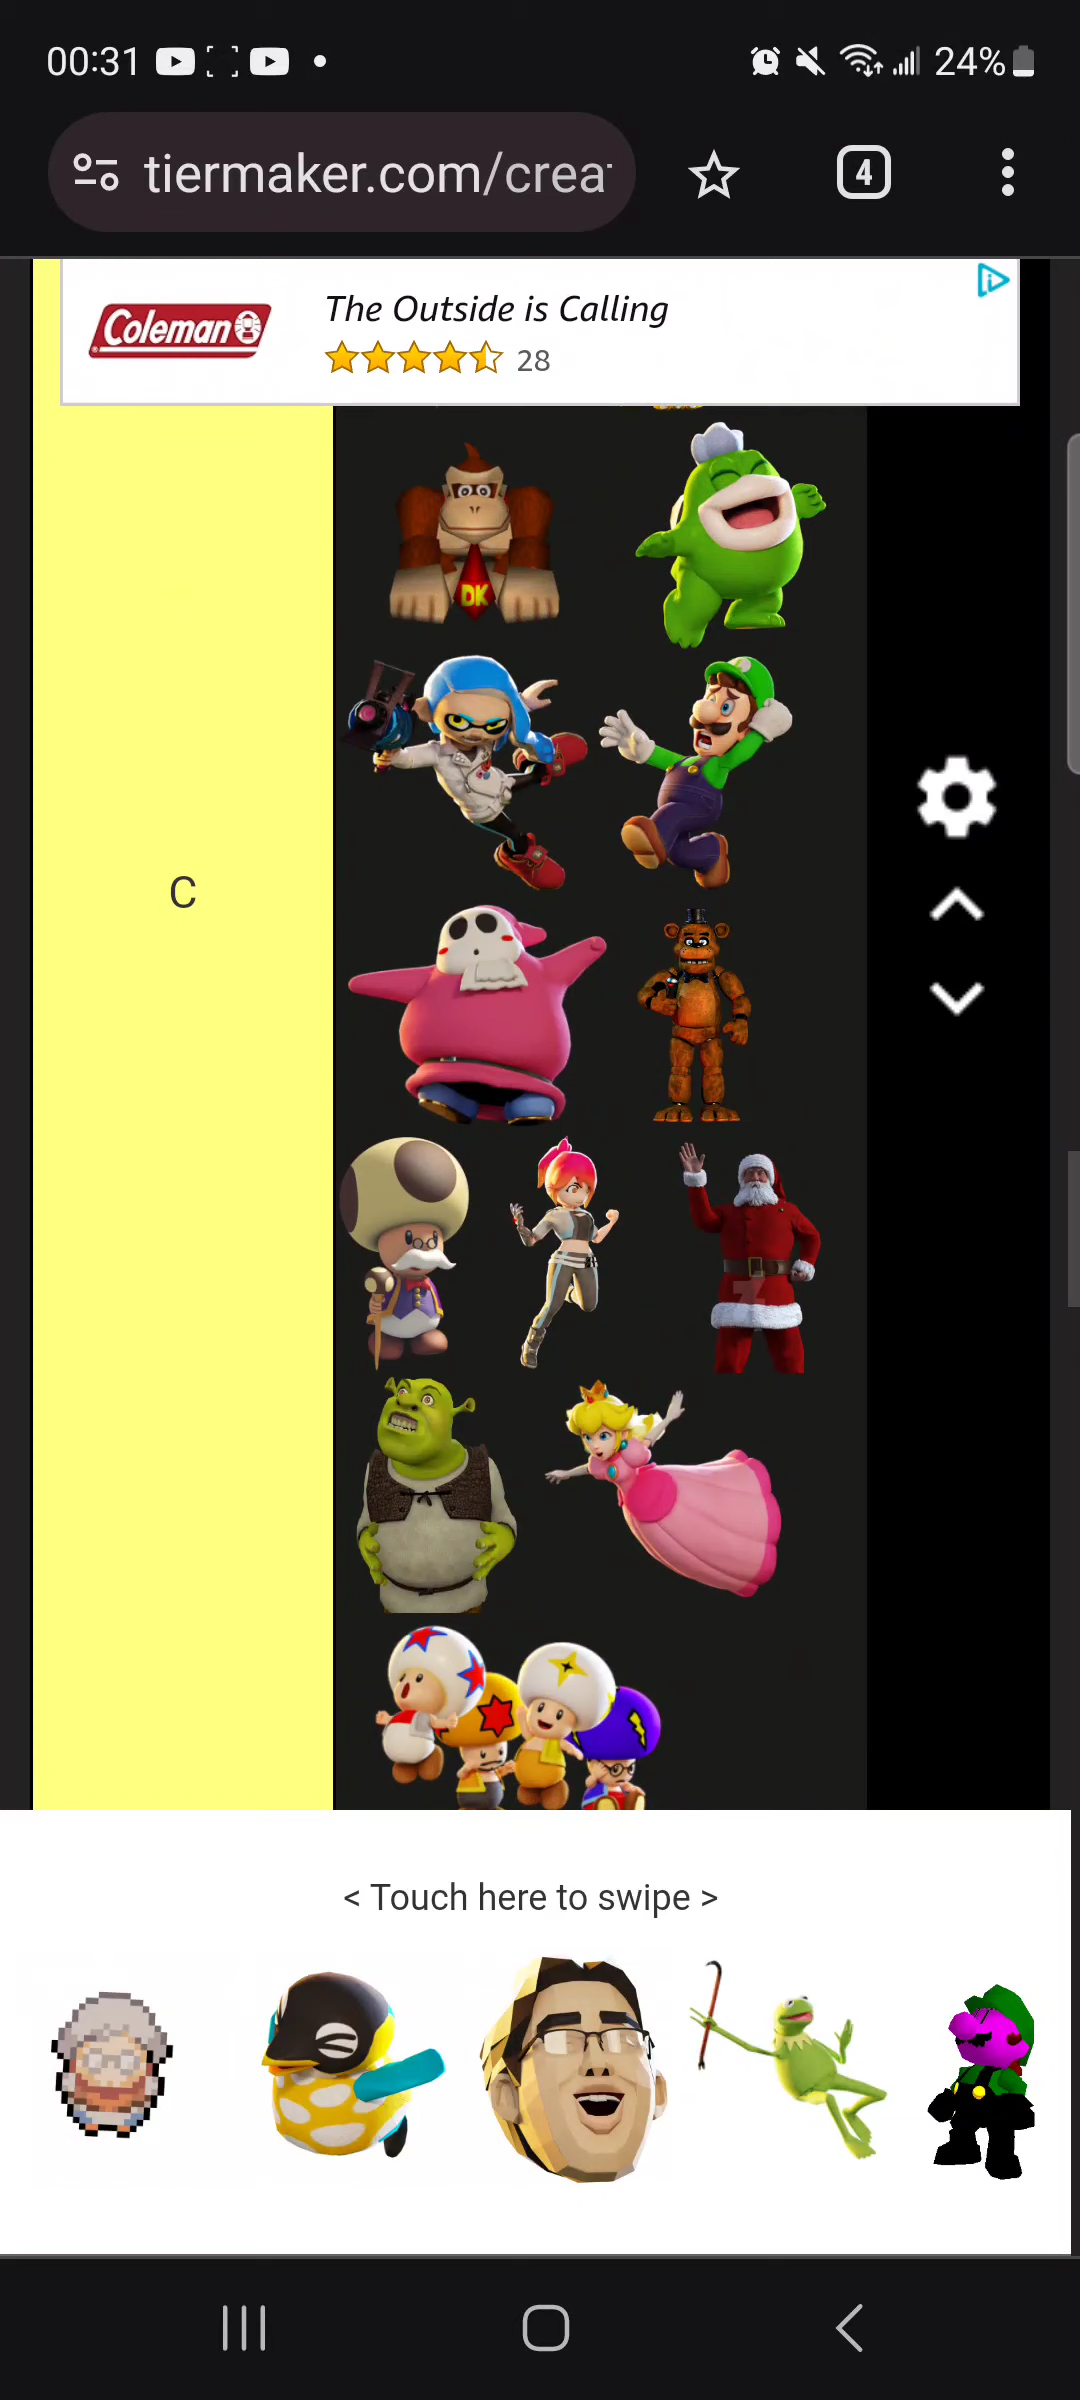 00:31
24%
tiermaker.com/crea
4
Coleman
The Outside is Calling
28
DK
C
< Touch here to swipe >